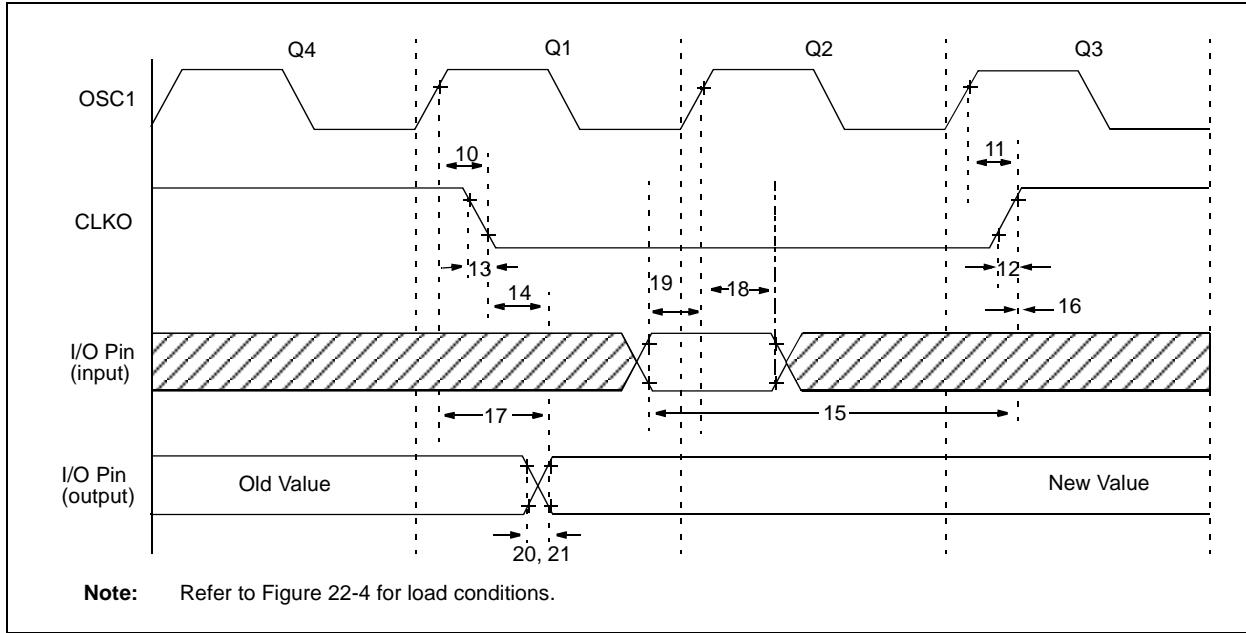 Q4 Q1 Q2 Q3
OSC1
10 11
CLKO
13 12
14 19 18 16
I/O Pin
(input)
17 15
I/O Pin
(output)
Old Value New Value
20, 21
Note: Refer to Figure 22-4 for load conditions.